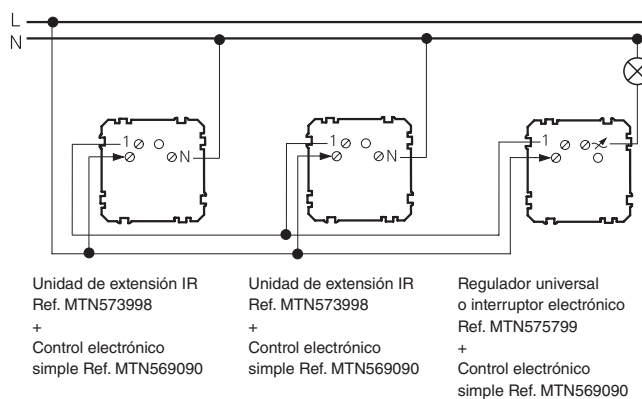 L
N
1
N
1
N
1
Unidad de extensión IR
Ref. MTN573998
+
Control electrónico
simple Ref. MTN569090
Unidad de extensión IR
Ref. MTN573998
+
Control electrónico
simple Ref. MTN569090
Regulador universal
o interruptor electrónico
Ref. MTN575799
+
Control electrónico
simple Ref. MTN569090